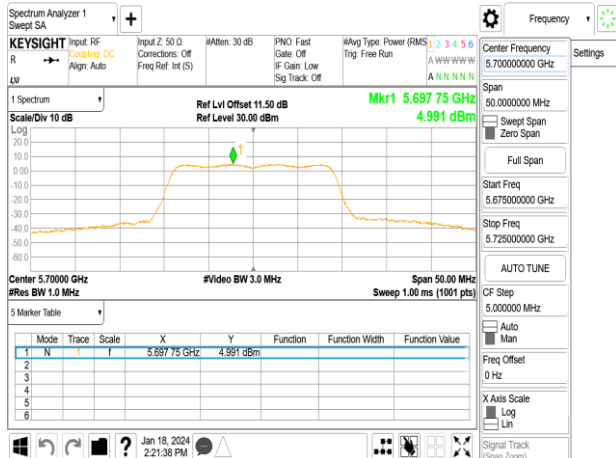 Spectrum Analyzer 1
Swept SA
+
Frequency
KEYSIGHT
R
LXI
Input: RF
Coupling: DC
Align: Auto
Input Z: 50 Ω
Corrections: Off
Freq Ref: Int (S)
#Atten: 30 dB
PNO: Fast
Gate: Off
IF Gain: Low
Sig Track: Off
#Avg Type: Power (RMS
Trig: Free Run
1 2 3 4 5 6
A W W W W W
A N N N N N
Settings
1 Spectrum
Scale/Div 10 dB
Ref Lvl Offset 11.50 dB
Ref Level 30.00 dBm
Mkr1 5.697 75 GHz
4.991 dBm
Log
20.0
10.0
0.00
-10.0
-20.0
-30.0
-40.0
-50.0
-60.0
1
Center 5.70000 GHz
#Res BW 1.0 MHz
#Video BW 3.0 MHz
Span 50.00 MHz
Sweep 1.00 ms (1001 pts)
5 Marker Table
Mode Trace Scale X Y Function Function Width Function Value
1 N 1 f 5.697 75 GHz 4.991 dBm
2
3
4
5
6
Jan 18, 2024
2:21:38 PM
Center Frequency
5.700000000 GHz
Span
50.0000000 MHz
Swept Span
Zero Span
Full Span
Start Freq
5.675000000 GHz
Stop Freq
5.725000000 GHz
AUTO TUNE
CF Step
5.000000 MHz
Auto
Man
Freq Offset
0 Hz
X Axis Scale
Log
Lin
Signal Track
(Span Zoom)